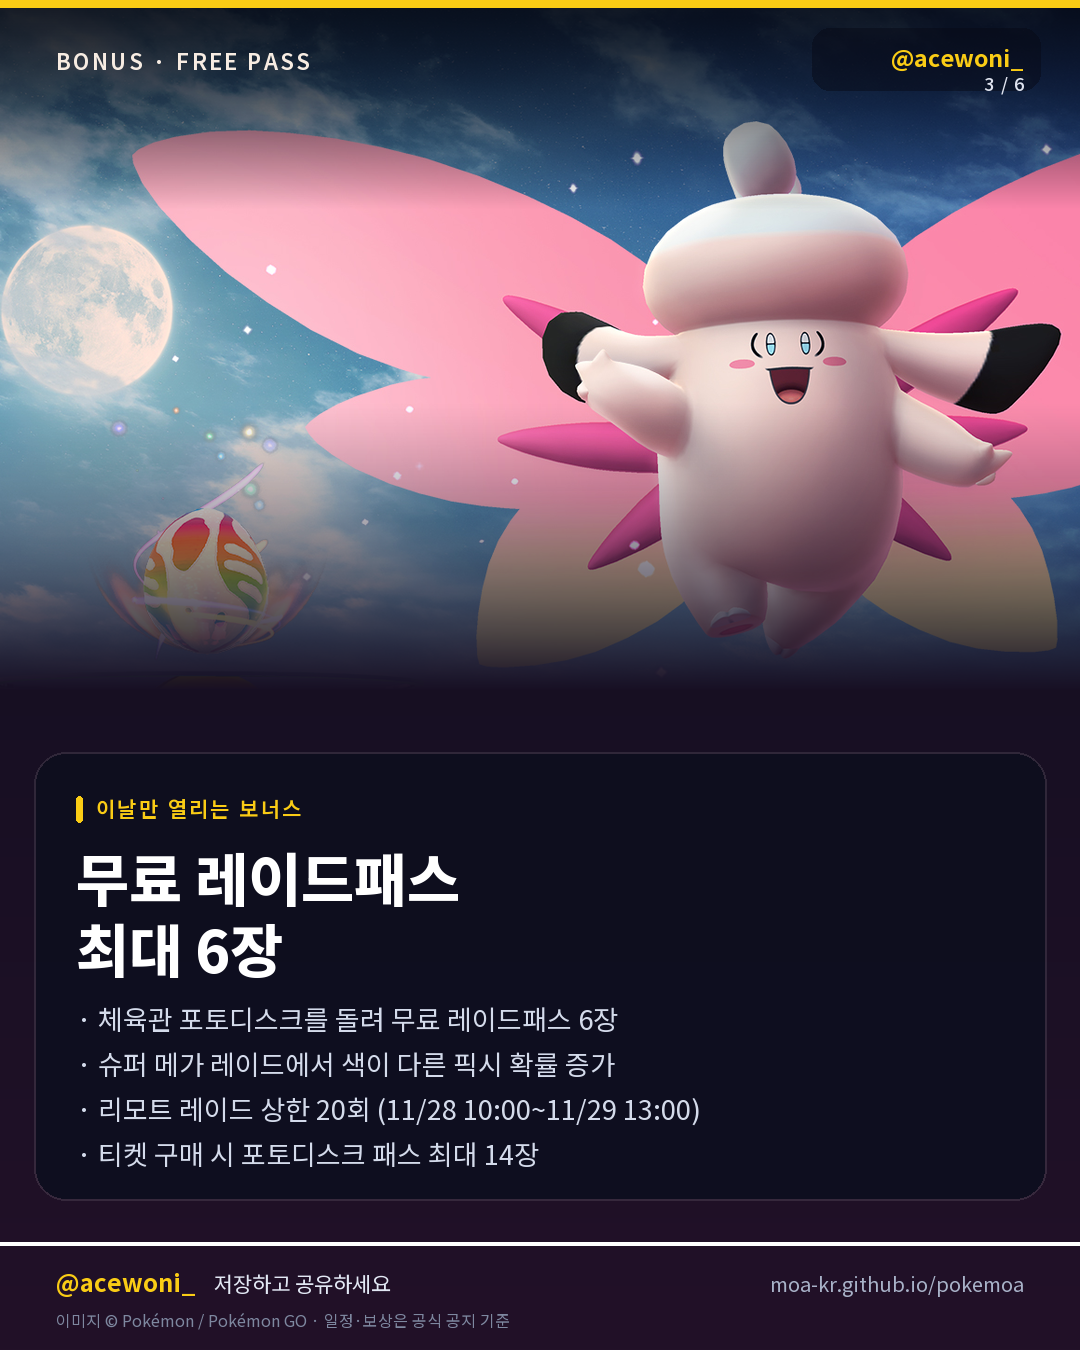 BONUS · FREE PASS
@acewoni_
3 / 6
이날만 열리는 보너스
무료 레이드패스
최대 6장
· 체육관 포토디스크를 돌려 무료 레이드패스 6장
· 슈퍼 메가 레이드에서 색이 다른 픽시 확률 증가
· 리모트 레이드 상한 20회 (11/28 10:00~11/29 13:00)
· 티켓 구매 시 포토디스크 패스 최대 14장
@acewoni_ 저장하고 공유하세요
moa-kr.github.io/pokemoa
이미지 © Pokémon / Pokémon GO · 일정·보상은 공식 공지 기준